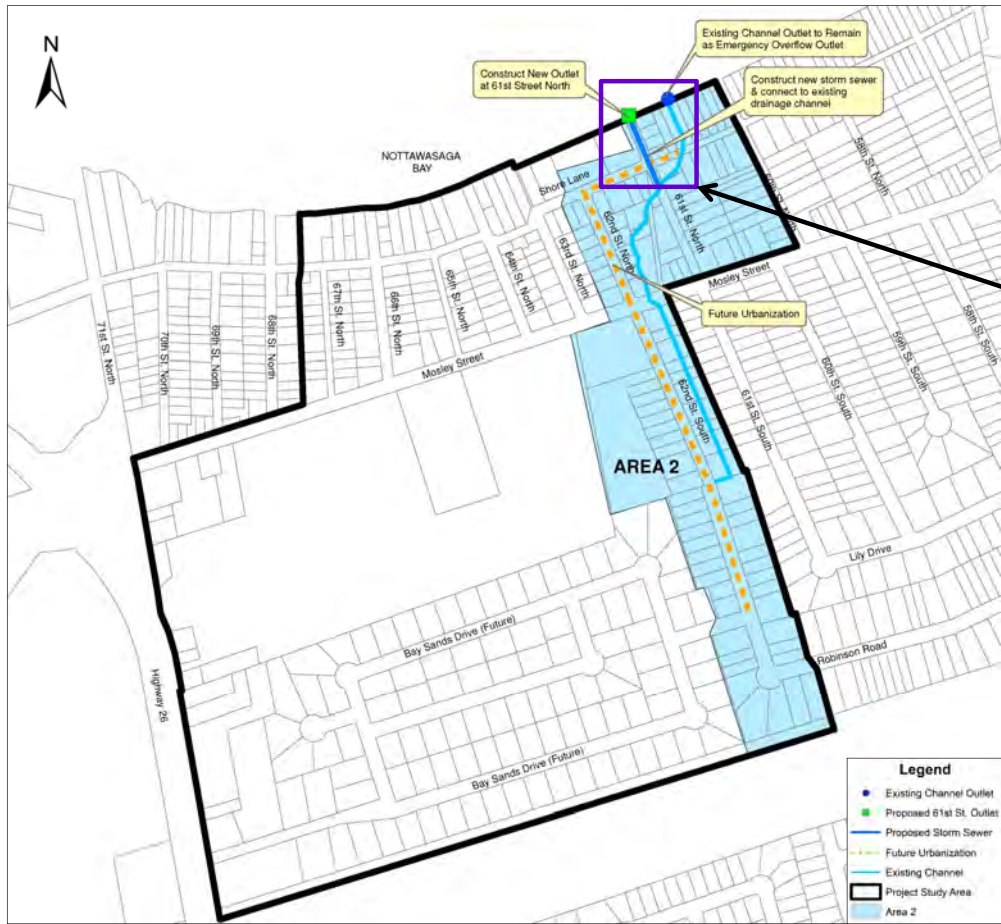 N
Existing Channel Outlet to Remain
as Emergency Overflow Outlet
Construct New Outlet
at 61st Street North
Construct new storm sewer
& connect to existing
drainage channel
NOTTAWASAGA
BAY
Shore Lane
58th St. North
60th St. North
61st St. North
62nd St. North
63rd St. North
64th St. North
65th St. North
66th St. North
67th St. North
68th St. North
69th St. North
70th St. North
71st St. North
Mosley Street
Future Urbanization
Mosley Street
58th St. South
59th St. South
60th St. South
61st St. South
62nd St. South
AREA 2
Lily Drive
Bay Sands Drive (Future)
Robinson Road
Highway 26
Bay Sands Drive (Future)
Legend
Existing Channel Outlet
Proposed 61st St. Outlet
Proposed Storm Sewer
Future Urbanization
Existing Channel
Project Study Area
Area 2